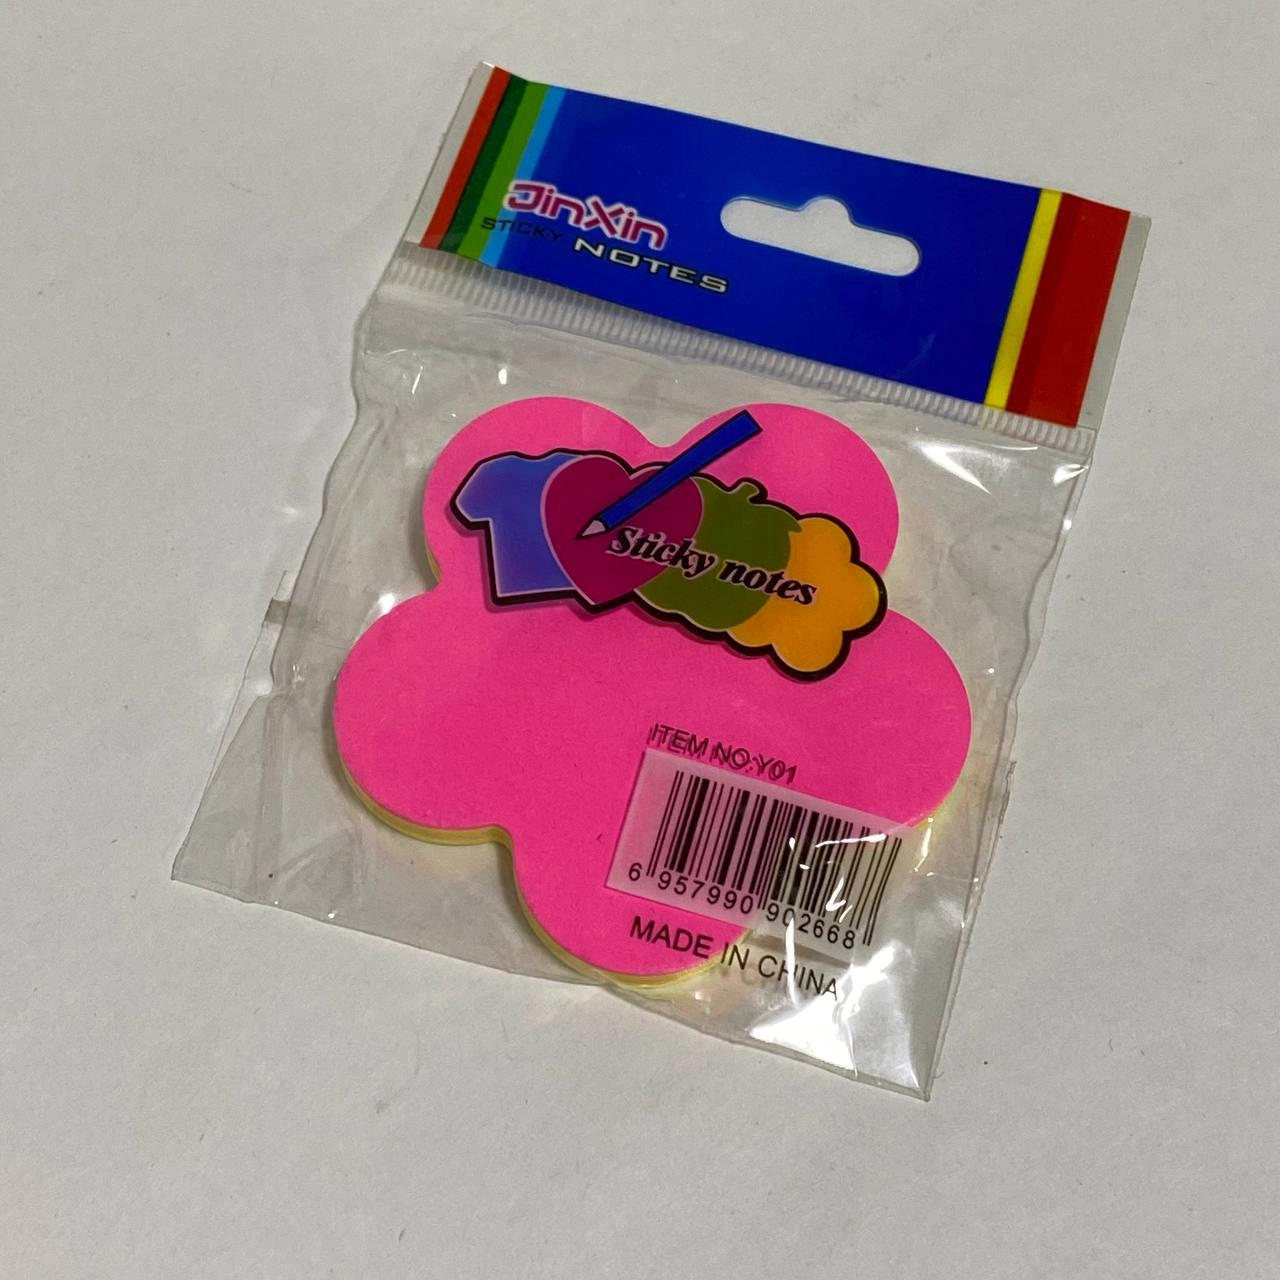 JinXin
STICKY NOTES
Sticky notes
ITEM NO:Y01
6 957990 902668
MADE IN CHINA